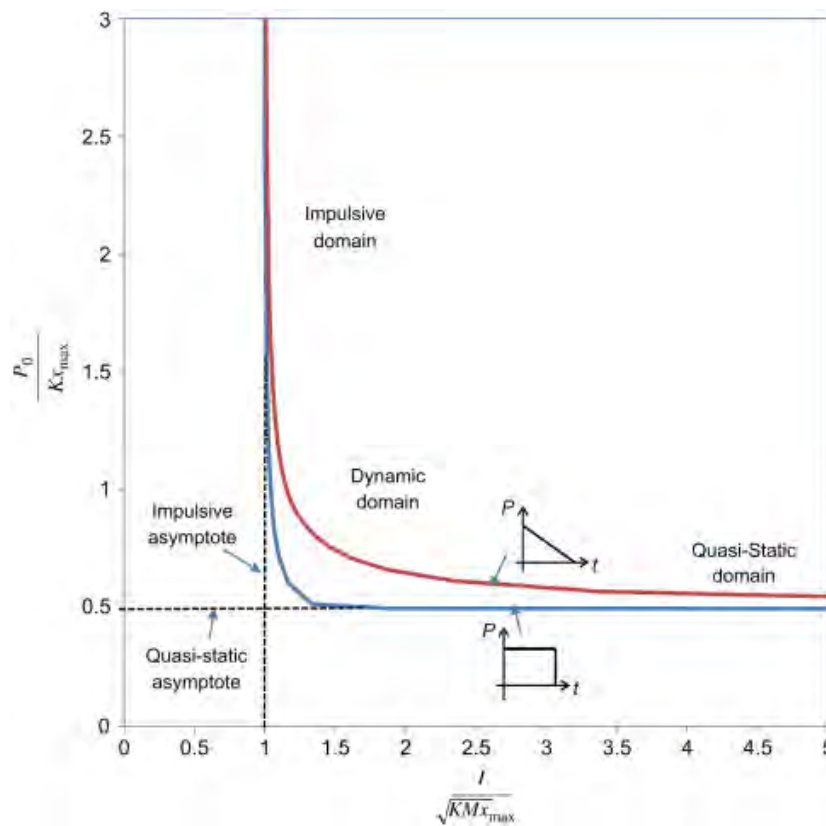 3
2.5
2
1.5
1
0.5
0
P₀
Kx_max
Impulsive
domain
Dynamic
domain
Impulsive
asymptote
P
t
Quasi-Static
domain
Quasi-static
asymptote
P
t
0 0.5 1 1.5 2 2.5 3 3.5 4 4.5 5
I
√KMx_max